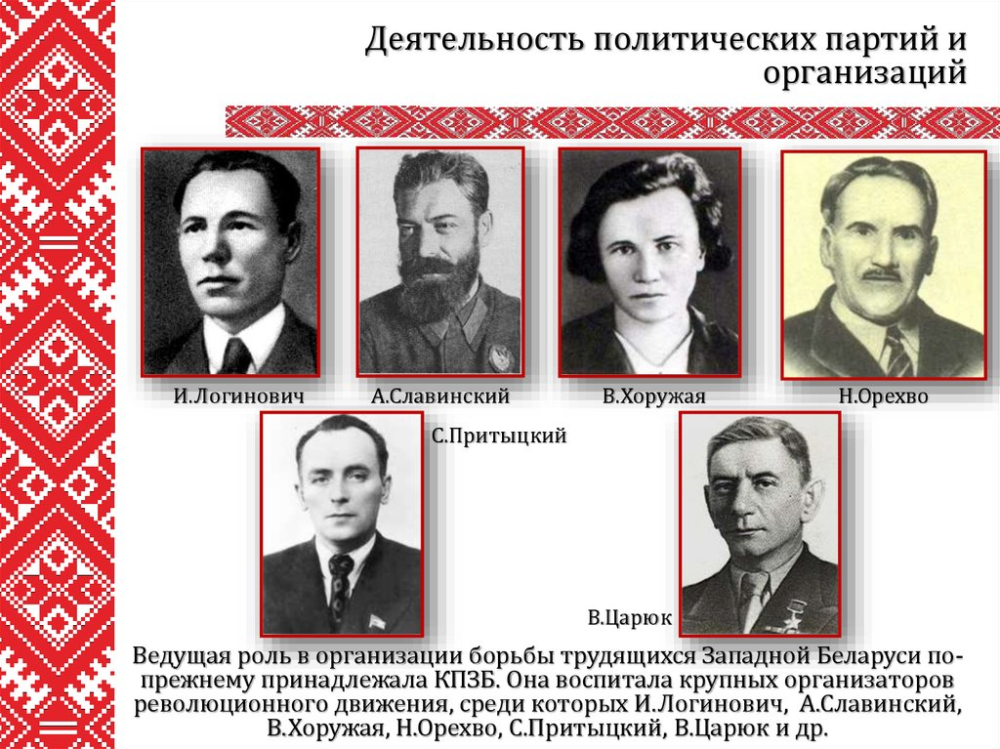 Деятельность политических партий и
организаций
И.Логинович
А.Славинский
В.Хоружая
Н.Орехво
С.Притыцкий
В.Царюк
Ведущая роль в организации борьбы трудящихся Западной Беларуси по-
прежнему принадлежала КПЗБ. Она воспитала крупных организаторов
революционного движения, среди которых И.Логинович, А.Славинский,
В.Хоружая, Н.Орехво, С.Притыцкий, В.Царюк и др.